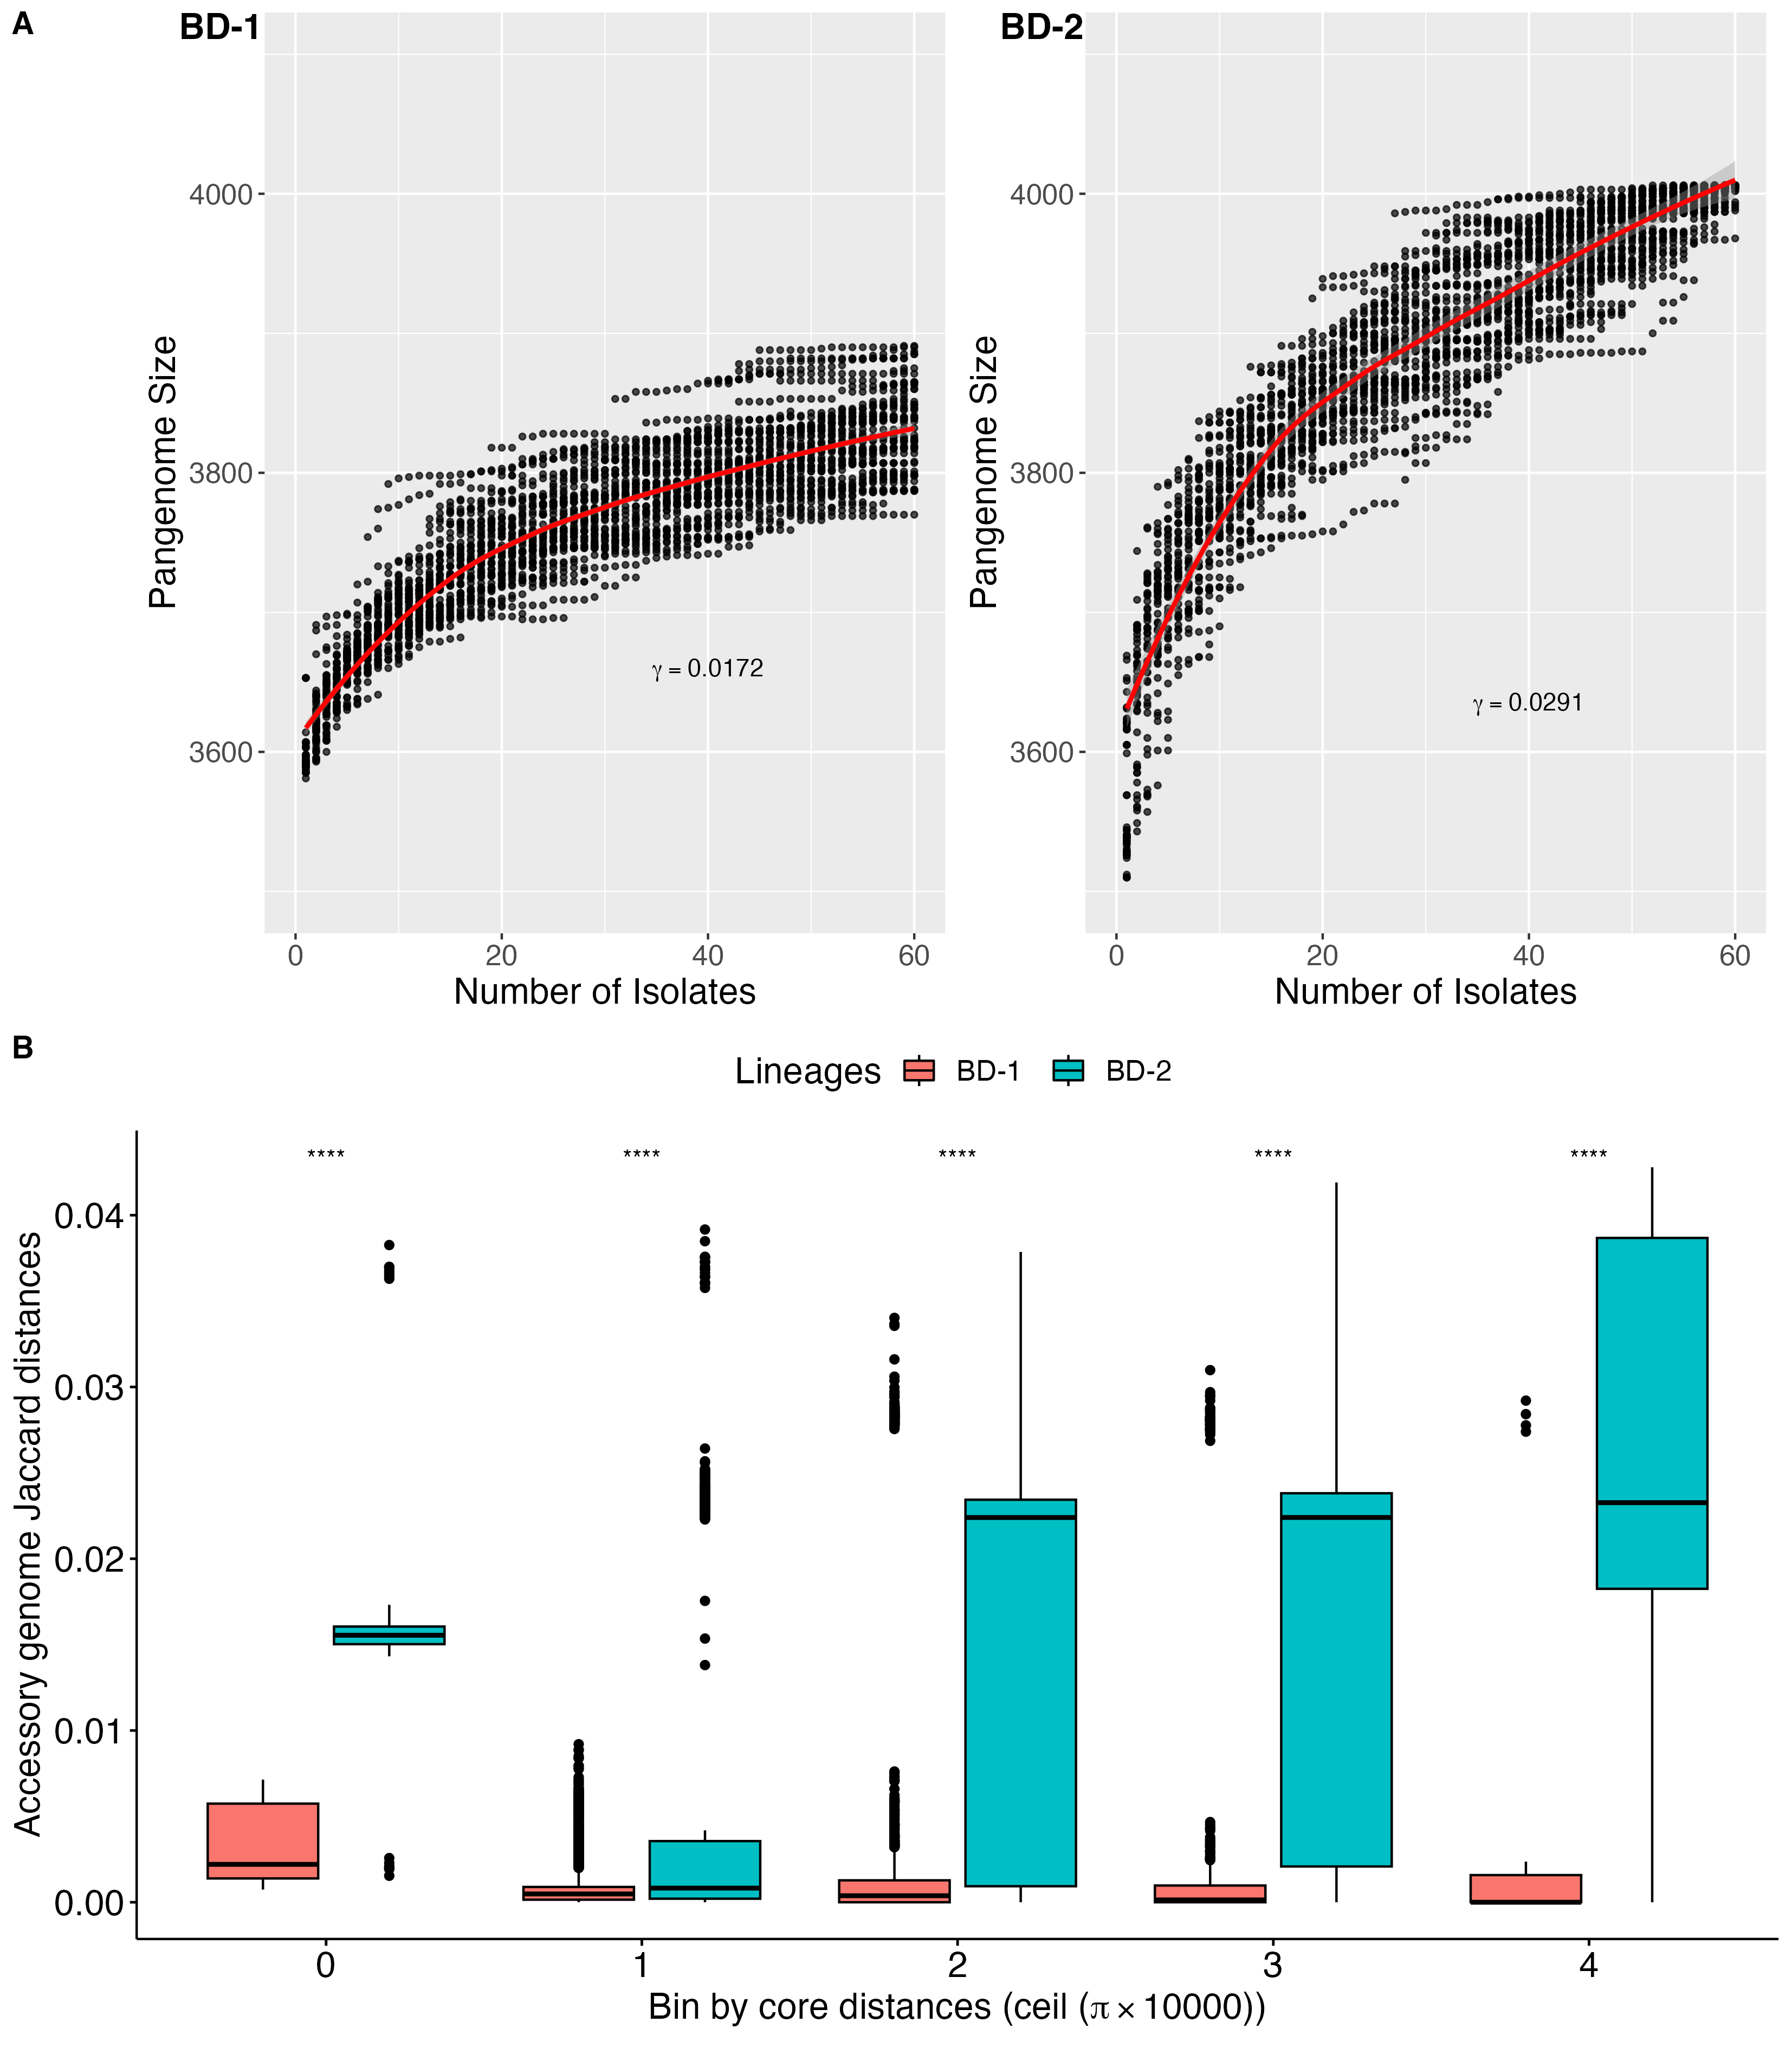 A
BD-1
BD-2
Pangenome Size
4000
3800
3600
γ = 0.0172
0 20 40 60
Number of Isolates
Pangenome Size
4000
3800
3600
γ = 0.0291
0 20 40 60
Number of Isolates
B
Lineages BD-1 BD-2
**** **** **** **** ****
Accessory genome Jaccard distances
0.04
0.03
0.02
0.01
0.00
0 1 2 3 4
Bin by core distances (ceil (π × 10000))